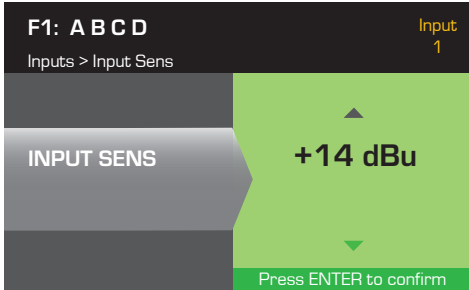 F1: A B C D
Input
1
Inputs > Input Sens
INPUT SENS
+14 dBu
Press ENTER to confirm